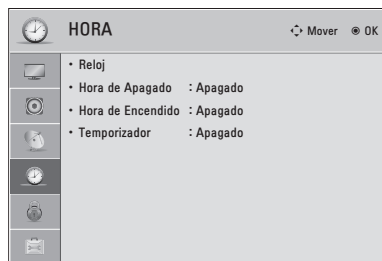 HORA Mover OK
• Reloj
• Hora de Apagado : Apagado
• Hora de Encendido : Apagado
• Temporizador : Apagado